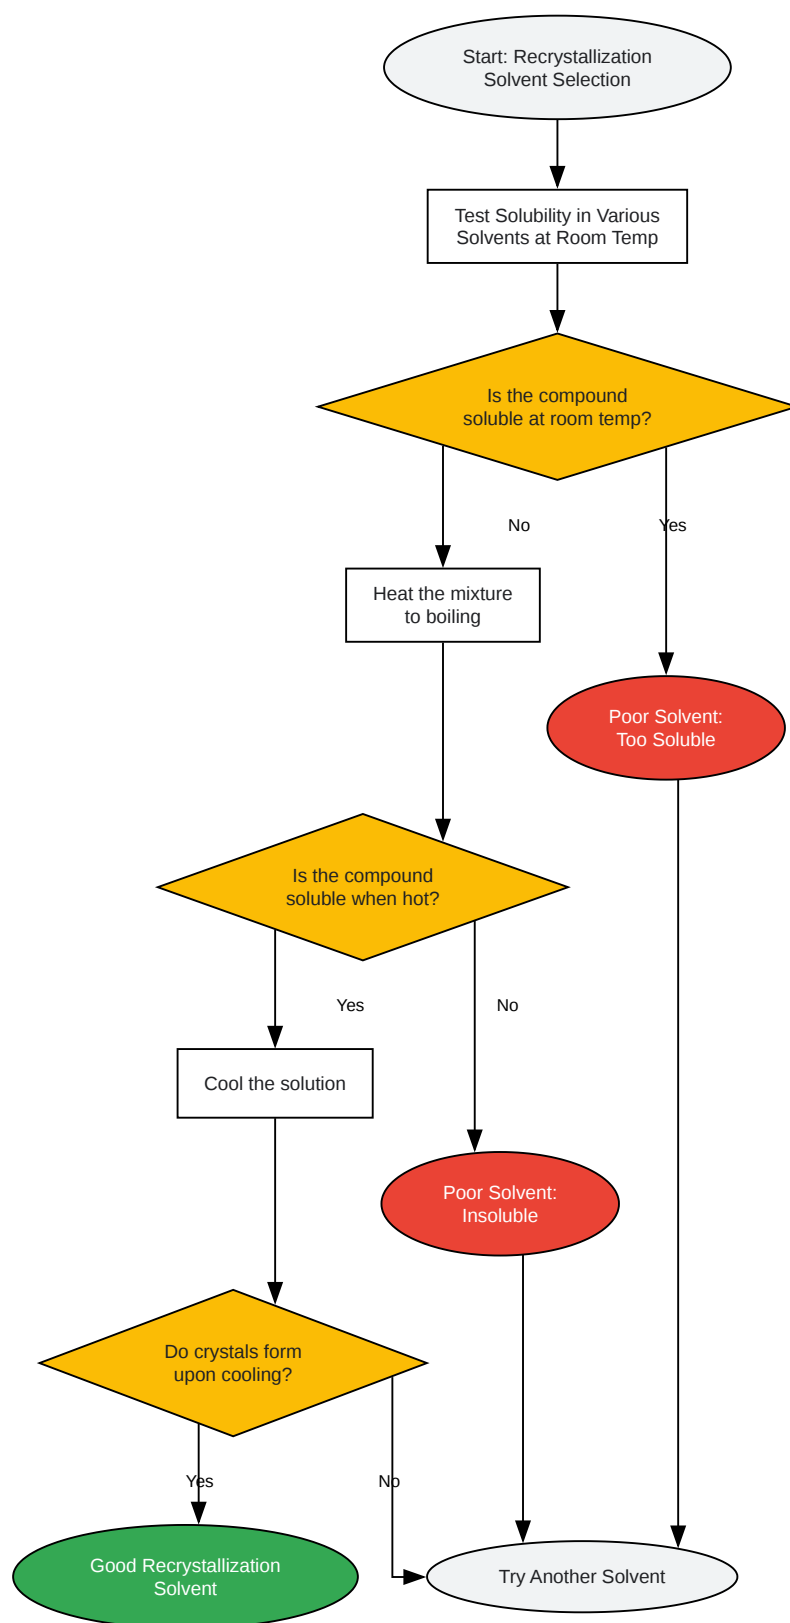 Start: Recrystallization
Solvent Selection
Test Solubility in Various
Solvents at Room Temp
Is the compound
soluble at room temp?
No
Yes
Heat the mixture
to boiling
Poor Solvent:
Too Soluble
Is the compound
soluble when hot?
Yes
No
Cool the solution
Poor Solvent:
Insoluble
Do crystals form
upon cooling?
Yes
No
Good Recrystallization
Solvent
Try Another Solvent